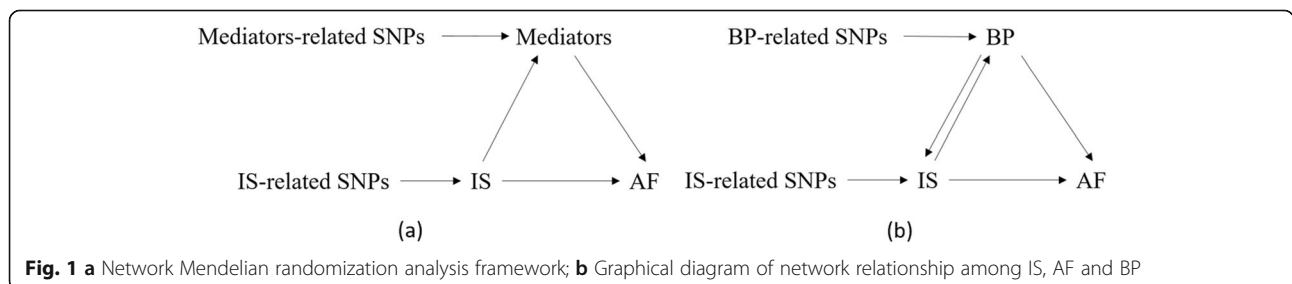 Mediators-related SNPs Mediators BP-related SNPs BP
IS-related SNPs IS AF IS-related SNPs IS AF
(a) (b)
Fig. 1 a Network Mendelian randomization analysis framework; b Graphical diagram of network relationship among IS, AF and BP